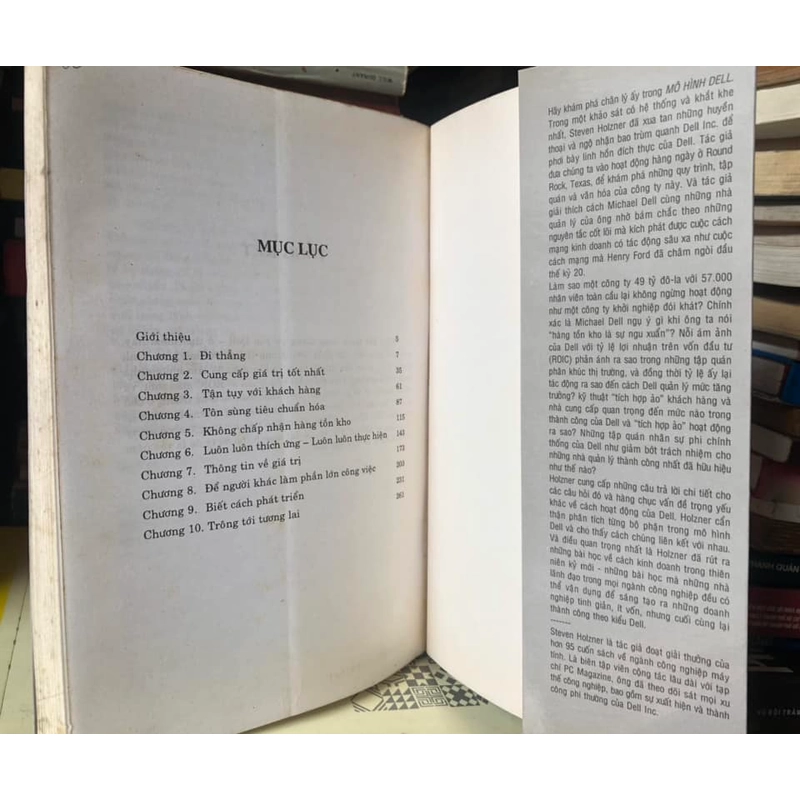 WILL DURANT
MỤC LỤC
Giới thiệu 5
Chương 1. Đi thẳng 7
Chương 2. Cung cấp giá trị tốt nhất 35
Chương 3. Tận tụy với khách hàng 61
Chương 4. Tôn sùng tiêu chuẩn hóa 87
Chương 5. Không chấp nhận hàng tồn kho 115
Chương 6. Luôn luôn thích ứng – Luôn luôn thực hiện 143
Chương 7. Thông tin về giá trị 173
Chương 8. Để người khác làm phần lớn công việc 203
Chương 9. Biết cách phát triển 231
Chương 10. Trông tới tương lai 261
Hãy khám phá chân lý ấy trong MÔ HÌNH DELL.
Trong một khảo sát có hệ thống và khắt khe
nhất, Steven Holzner đã xua tan những huyền
thoại và ngộ nhận bao trùm quanh Dell Inc. để
phơi bày linh hồn đích thực của Dell. Tác giả
đưa chúng ta vào hoạt động hàng ngày ở Round
Rock, Texas, để khám phá những quy trình, tập
quán và văn hóa của công ty này. Và tác giả
giải thích cách Michael Dell cùng những nhà
quản lý của ông nhờ bám chắc theo những
nguyên tắc cốt lõi mà kích phát được cuộc cách
mạng kinh doanh có tác động sâu xa như cuộc
cách mạng mà Henry Ford đã châm ngòi đầu
thế kỷ 20.
Làm sao một công ty 49 tỷ đô-la với 57.000
nhân viên toàn cầu lại không ngừng hoạt động
như một công ty khởi nghiệp đói khát? Chính
xác là Michael Dell ngụ ý gì khi ông ta nói
"hàng tồn kho là sự ngu xuẩn"? Nỗi ám ảnh
của Dell với tỷ lệ lợi nhuận trên vốn đầu tư
(ROIC) phản ánh ra sao trong những tập quán
phân khúc thị trường, và đồng thời tỷ lệ ấy lại
tác động ra sao đến cách Dell quản lý mức tăng
trưởng? kỹ thuật "tích hợp ảo" khách hàng và
nhà cung cấp quan trọng đến mức nào trong
thành công của Dell và "tích hợp ảo" hoạt động
ra sao? Những tập quán nhân sự phi chính
thống của Dell như giảm bớt trách nhiệm cho
những nhà quản lý thành công nhất đã hữu hiệu
như thế nào?
Holzner cung cấp những câu trả lời chi tiết cho
các câu hỏi đó và hàng chục vấn đề trọng yếu
khác về cách hoạt động của Dell. Holzner cẩn
thận phân tích từng bộ phận trong mô hình
Dell và cho thấy cách chúng liên kết với nhau.
Và điều quan trọng nhất là Holzner đã rút ra
những bài học về cách kinh doanh trong thiên
niên kỷ mới - những bài học mà những nhà
lãnh đạo trong mọi ngành công nghiệp đều có
thể vận dụng để sáng tạo ra những doanh
nghiệp tinh giản, ít vốn, nhưng cuối cùng lại
thành công theo kiểu Dell.
-------
Steven Holzner là tác giả đoạt giải thưởng của
hơn 95 cuốn sách về ngành công nghiệp máy
tính. Là biên tập viên cộng tác lâu dài với tạp
chí PC Magazine, ông đã theo dõi sát mọi xu
thế công nghiệp, bao gồm sự xuất hiện và thành
công phi thường của Dell Inc.